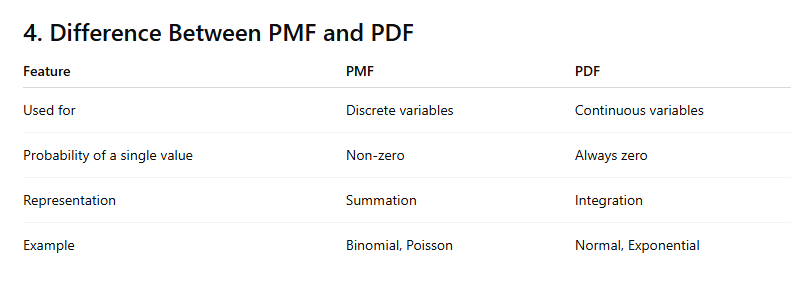 4. Difference Between PMF and PDF
Feature PMF PDF
Used for Discrete variables Continuous variables
Probability of a single value Non-zero Always zero
Representation Summation Integration
Example Binomial, Poisson Normal, Exponential